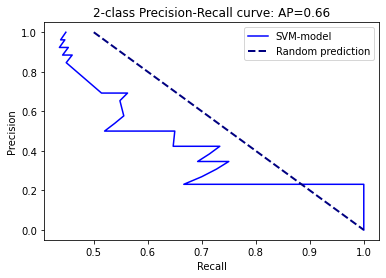 2-class Precision-Recall curve: AP=0.66
SVM-model
Random prediction
Precision
1.0
0.8
0.6
0.4
0.2
0.0
0.5 0.6 0.7 0.8 0.9 1.0
Recall